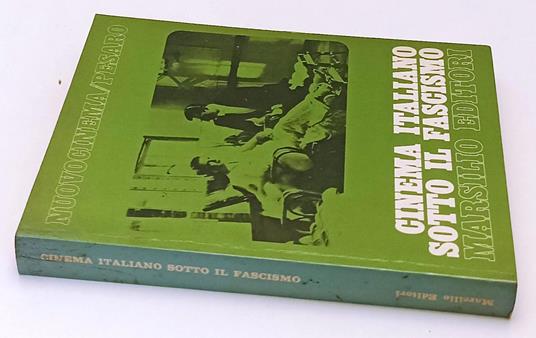 CINEMA ITALIANO
SOTTO IL FASCISMO
MARSILIO EDITORI
NUOVOCINEMA/PESARO
CINEMA ITALIANO SOTTO IL FASCISMO
Marsilio Editori